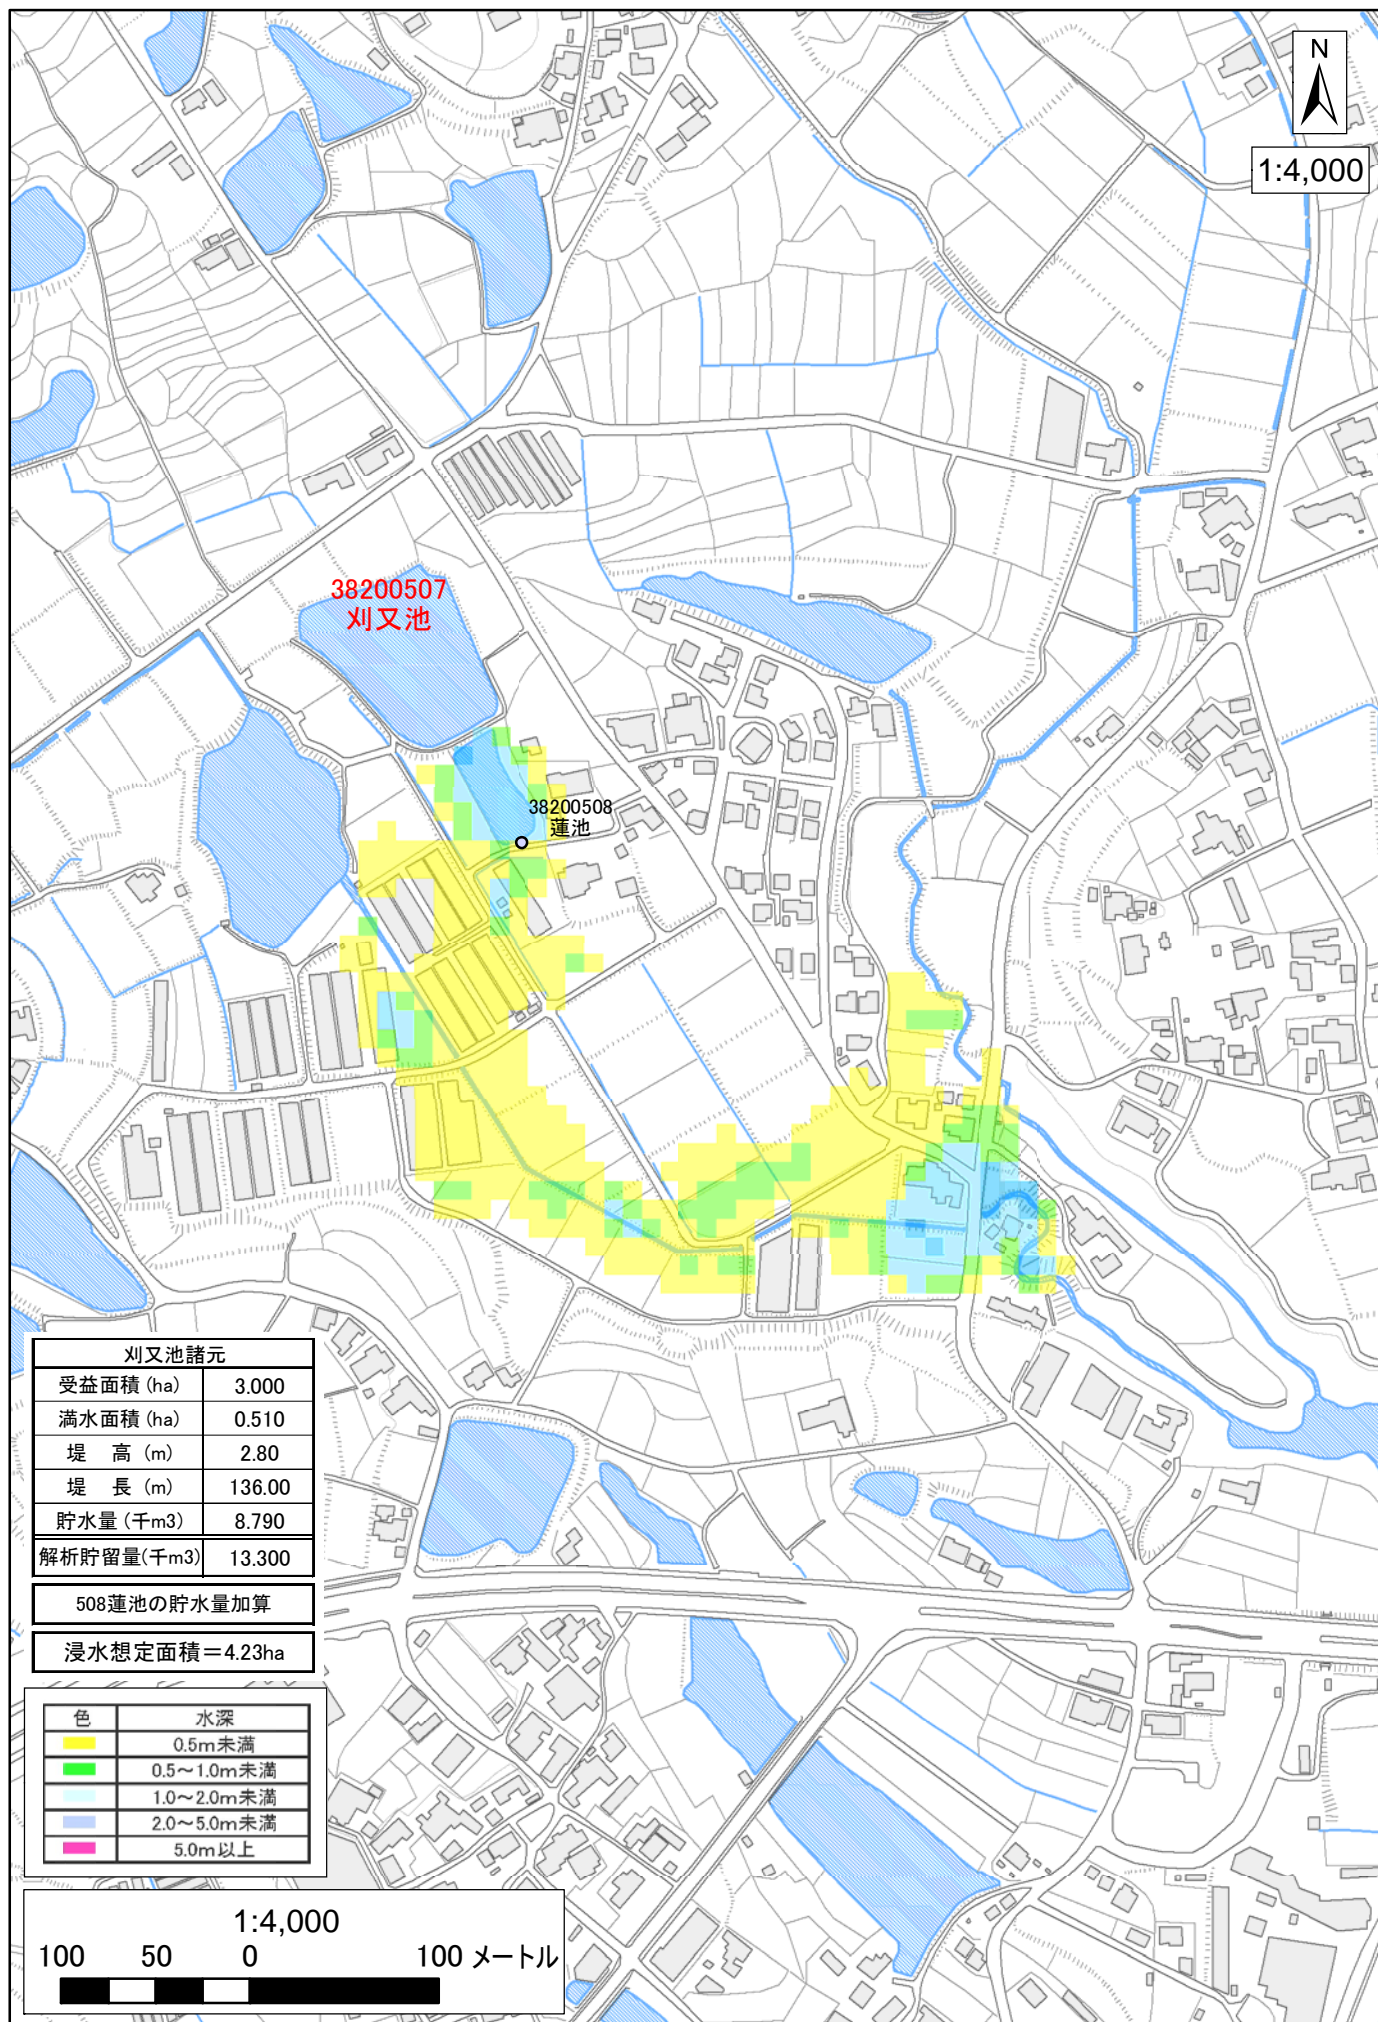 N
1:4,000
38200507
刈又池
38200508
蓮池
刈又池諸元
受益面積 (ha) 3.000
満水面積 (ha) 0.510
堤　高 (m) 2.80
堤　長 (m) 136.00
貯水量 (千m3) 8.790
解析貯留量(千m3) 13.300
508蓮池の貯水量加算
浸水想定面積＝4.23ha
色 水深
0.5m未満
0.5～1.0m未満
1.0～2.0m未満
2.0～5.0m未満
5.0m以上
1:4,000
100 50 0 100 メートル